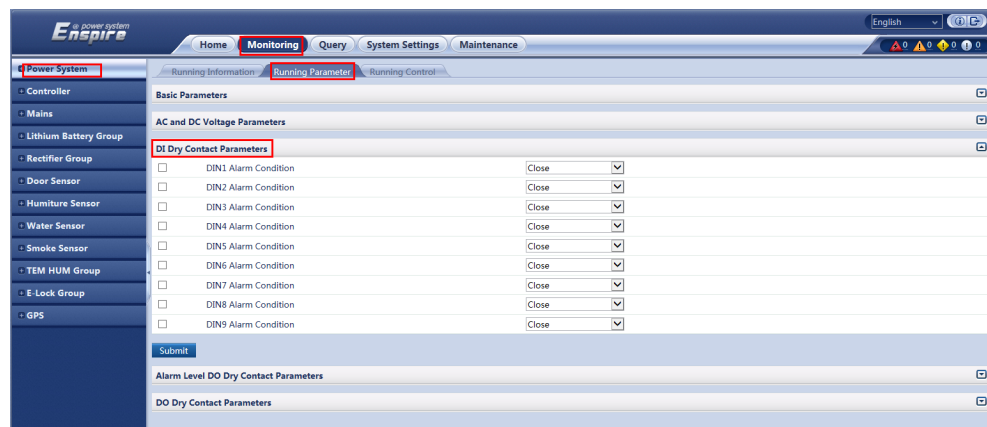 e power system
Enspire
English
Home Monitoring Query System Settings Maintenance
0 0 0 0
Power System
Controller
Mains
Lithium Battery Group
Rectifier Group
Door Sensor
Humiture Sensor
Water Sensor
Smoke Sensor
TEM HUM Group
E-Lock Group
GPS
Running Information Running Parameter Running Control
Basic Parameters
AC and DC Voltage Parameters
DI Dry Contact Parameters
DIN1 Alarm Condition Close
DIN2 Alarm Condition Close
DIN3 Alarm Condition Close
DIN4 Alarm Condition Close
DIN5 Alarm Condition Close
DIN6 Alarm Condition Close
DIN7 Alarm Condition Close
DIN8 Alarm Condition Close
DIN9 Alarm Condition Close
Submit
Alarm Level DO Dry Contact Parameters
DO Dry Contact Parameters